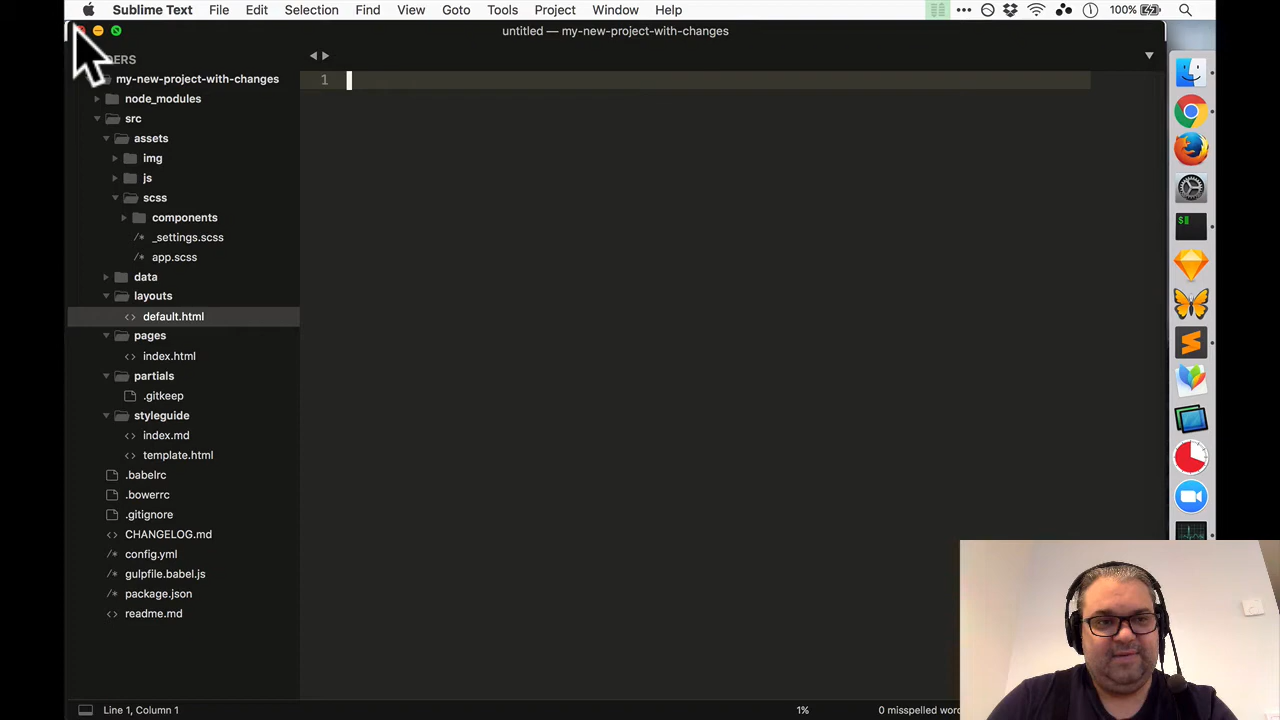 Sublime Text File Edit Selection Find View Goto Tools Project Window Help 100%
untitled — my-new-project-with-changes
my-new-project-with-changes
1
node_modules
src
assets
img
js
scss
components
_settings.scss
app.scss
data
layouts
default.html
pages
index.html
partials
.gitkeep
styleguide
index.md
template.html
.babelrc
.bowerrc
.gitignore
CHANGELOG.md
config.yml
gulpfile.babel.js
package.json
readme.md
Line 1, Column 1 1% 0 misspelled